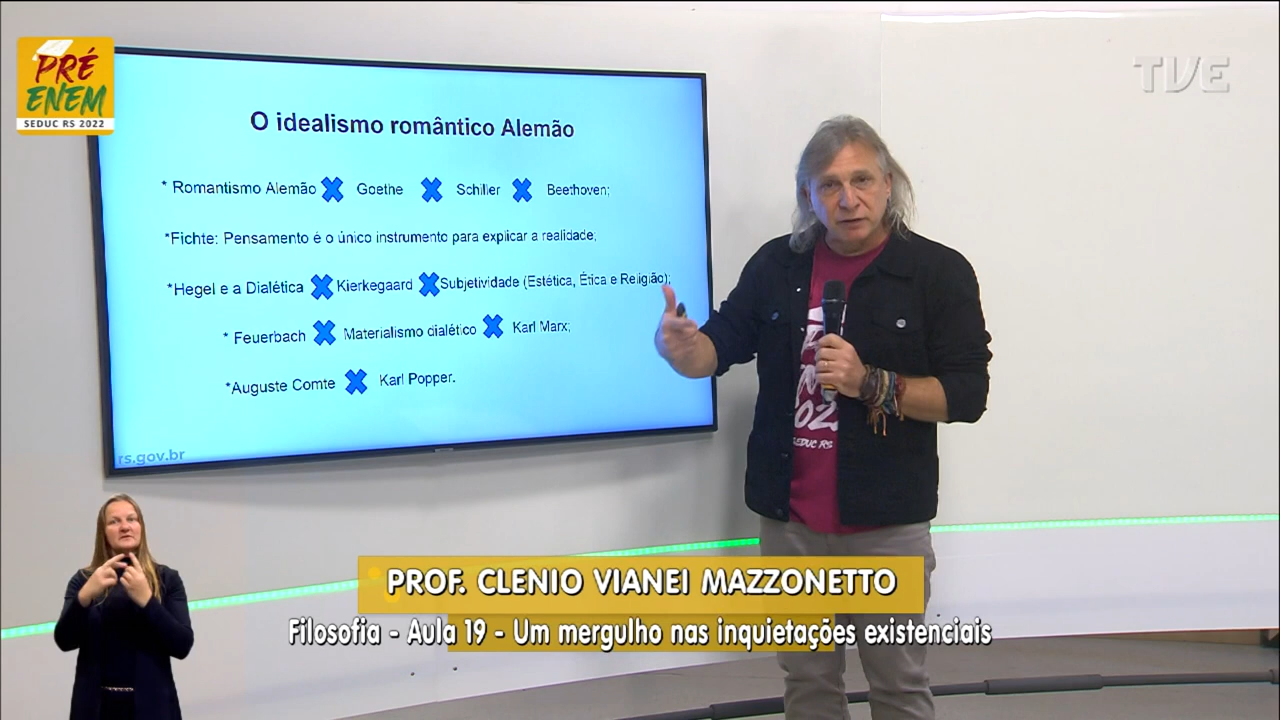 PRÉ
ENEM
SEDUC RS 2022
TVE
O idealismo romântico Alemão
* Romantismo Alemão Goethe Schiller Beethoven;
*Fichte: Pensamento é o único instrumento para explicar a realidade;
*Hegel e a Dialética Kierkegaard Subjetividade (Estética, Ética e Religião);
* Feuerbach Materialismo dialético Karl Marx;
*Auguste Comte Karl Popper.
rs.gov.br
SEDUC RS
PROF. CLENIO VIANEI MAZZONETTO
Filosofia - Aula 19 - Um mergulho nas inquietações existenciais